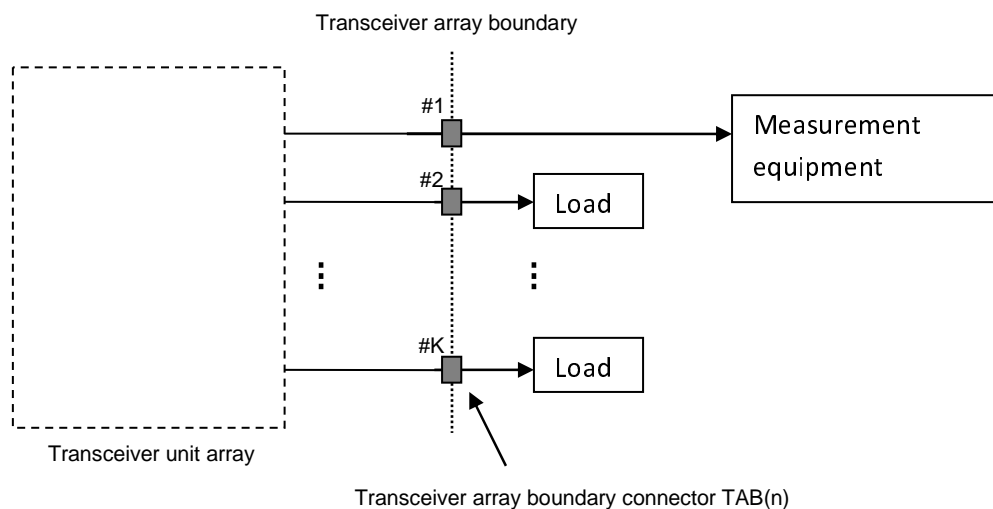 Transceiver array boundary
#1
Measurement
equipment
#2
Load
#K
Load
Transceiver unit array
Transceiver array boundary connector TAB(n)